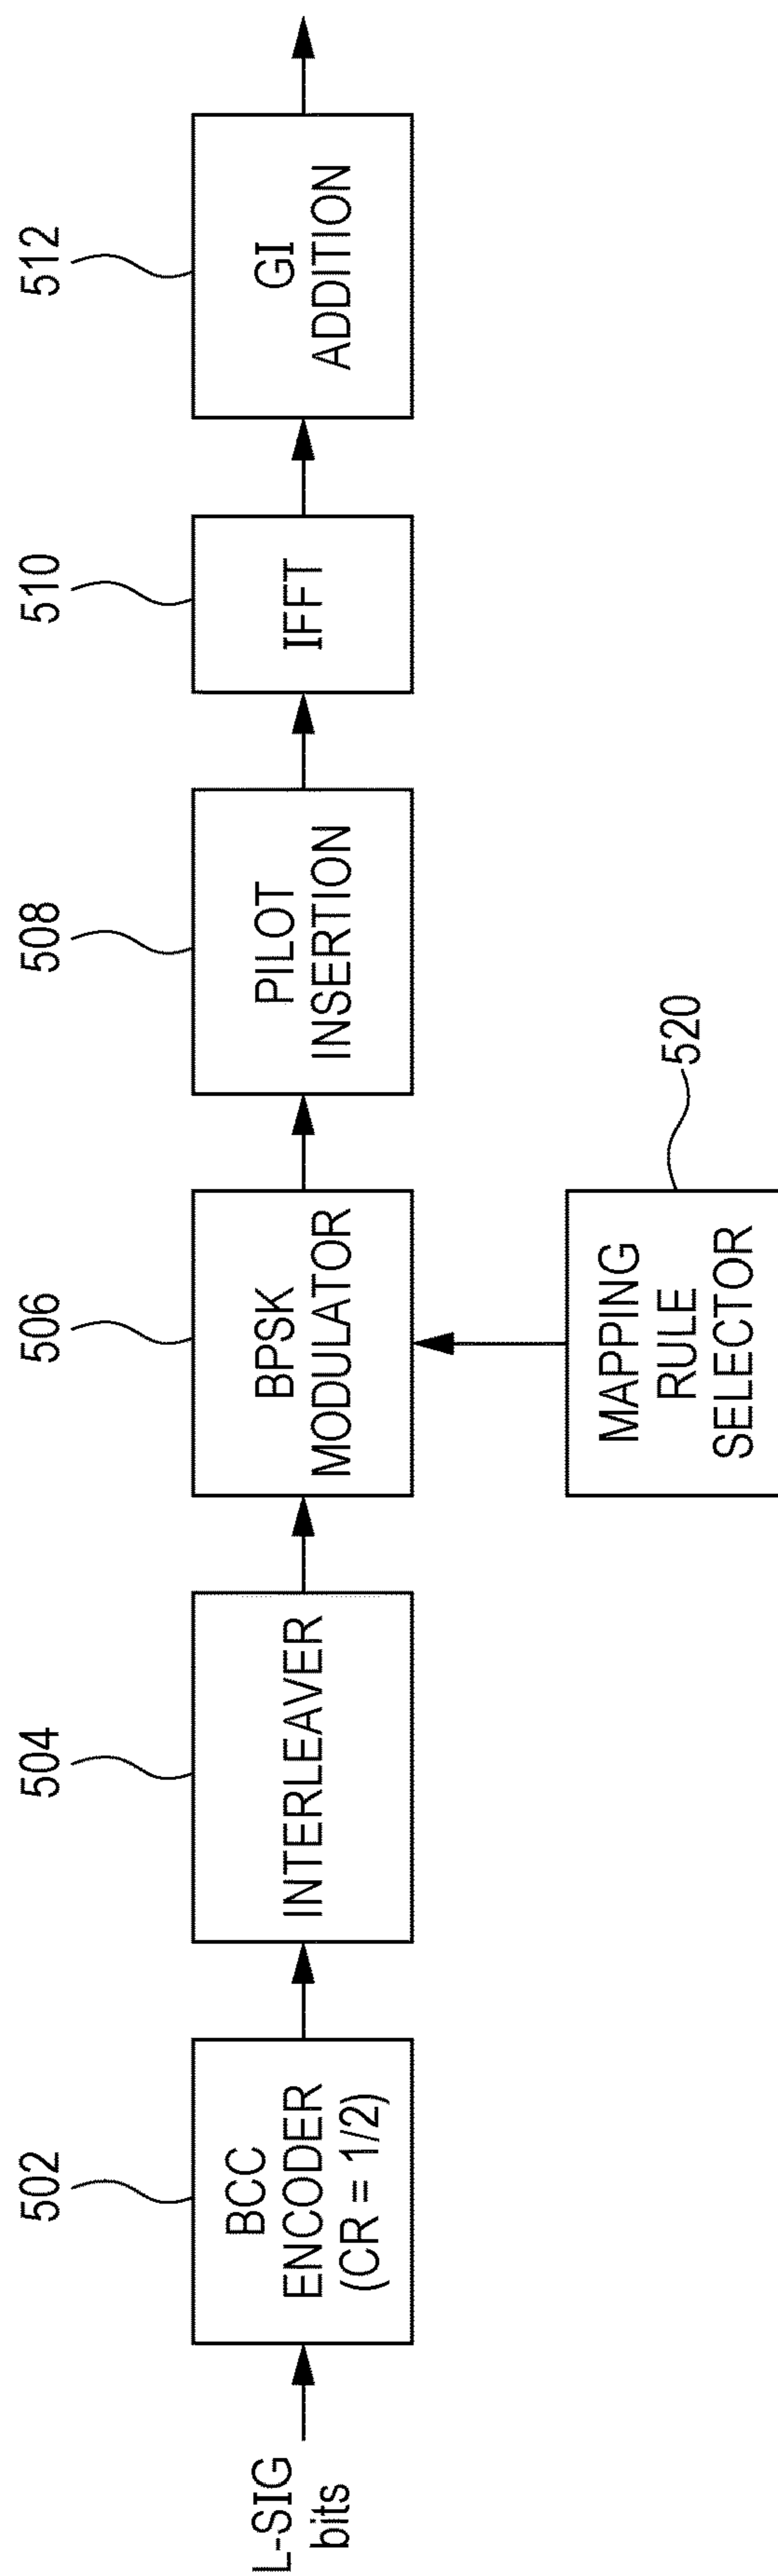 502
504
506
508
510
512
L-SIG
bits
BCC
ENCODER
(CR = 1/2)
INTERLEAVER
BPSK
MODULATOR
PILOT
INSERTION
IFFT
GI
ADDITION
520
MAPPING
RULE
SELECTOR